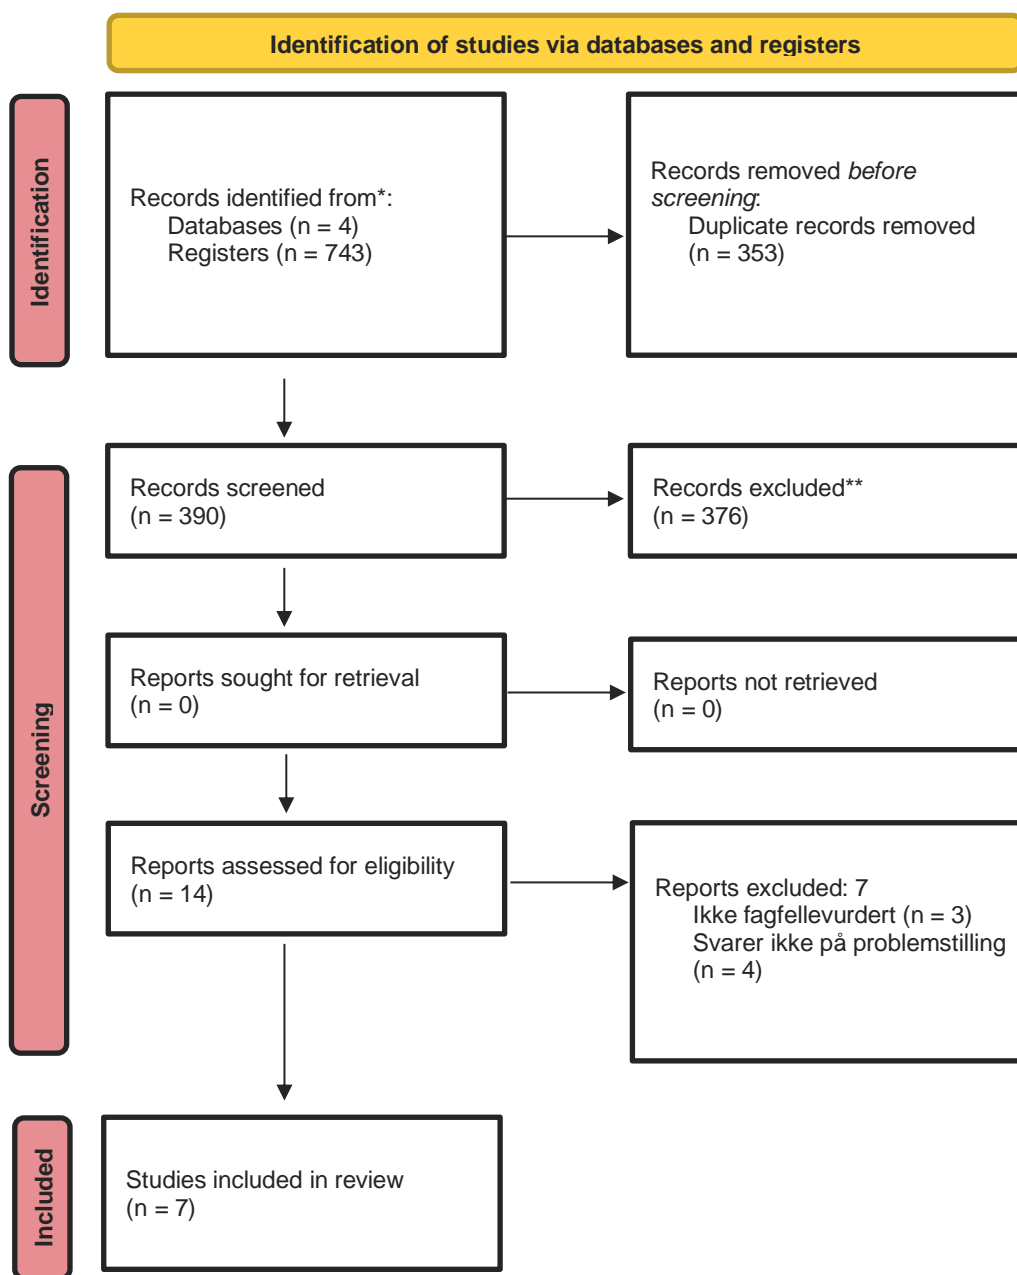 Identification of studies via databases and registers
Identification
Records identified from*:
Databases (n = 4)
Registers (n = 743)
Records removed before
screening:
Duplicate records removed
(n = 353)
Screening
Records screened
(n = 390)
Records excluded**
(n = 376)
Reports sought for retrieval
(n = 0)
Reports not retrieved
(n = 0)
Reports assessed for eligibility
(n = 14)
Reports excluded: 7
Ikke fagfellevurdert (n = 3)
Svarer ikke på problemstilling
(n = 4)
Included
Studies included in review
(n = 7)